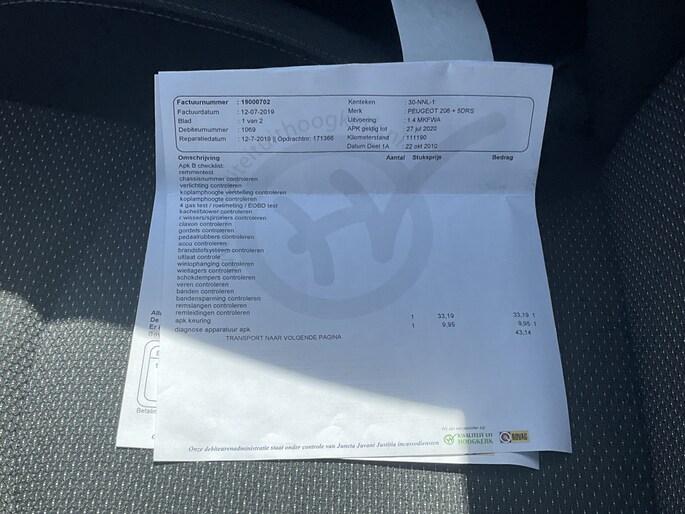 Factuurnummer : 19000702 Kenteken : 30-NNL-1
Factuurdatum : 12-07-2019 Merk : PEUGEOT 206 + 5DRS
Blad : 1 van 2 Uitvoering : 1.4 MKFWA
Debiteurnummer : 1069 APK geldig tot : 27 jul 2020
Reparatiedatum : 12-7-2019 || Opdrachtnr: 171366 Kilometerstand : 111190
Datum Deel 1A : 22 okt 2010
Omschrijving Aantal Stuksprijs Bedrag
Apk B checklist:
remmentest
chassisnummer controleren
verlichting controleren
koplamphoogte verstelling controleren
koplamphoogte controleren
4 gas test / roetmeting / EOBD test
kachelblower controleren
r.wissers/sproeiers controleren
claxon controleren
gordels controleren
pedaalrubbers controleren
accu controleren
brandstofsysteem controleren
uitlaat controle
wielophanging controleren
wiellagers controleren
schokdempers controleren
veren controleren
banden controleren
bandenspanning controleren
remslangen controleren
remleidingen controleren
apk keuring 1 33,19 33,19 1
diagnose apparatuur apk 1 9,95 9,95 1
TRANSPORT NAAR VOLGENDE PAGINA 43,14
Alle
De
Er
Betalin
KWALITEIT UIT
HOOGKERK
BOVAG
Onze debiteurenadministratie staat onder controle van Juncta Juvant Justitia incassodiensten